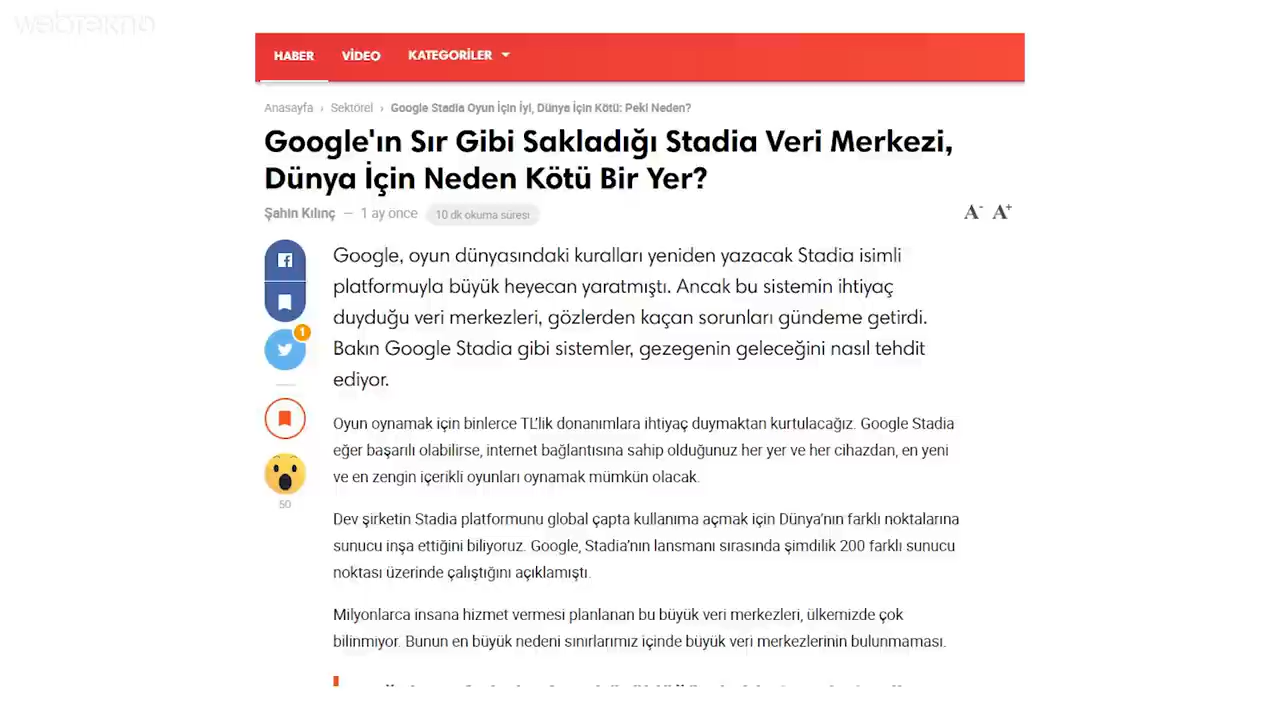 webtekno
HABER VİDEO KATEGORİLER
Anasayfa › Sektörel › Google Stadia Oyun İçin İyi, Dünya İçin Kötü: Peki Neden?
Google'ın Sır Gibi Sakladığı Stadia Veri Merkezi,
Dünya İçin Neden Kötü Bir Yer?
Şahin Kılınç — 1 ay önce 10 dk okuma süresi
A- A+
Google, oyun dünyasındaki kuralları yeniden yazacak Stadia isimli
platformuyla büyük heyecan yaratmıştı. Ancak bu sistemin ihtiyaç
duyduğu veri merkezleri, gözlerden kaçan sorunları gündeme getirdi.
Bakın Google Stadia gibi sistemler, gezegenin geleceğini nasıl tehdit
ediyor.
1
50
Oyun oynamak için binlerce TL'lik donanımlara ihtiyaç duymaktan kurtulacağız. Google Stadia
eğer başarılı olabilirse, internet bağlantısına sahip olduğunuz her yer ve her cihazdan, en yeni
ve en zengin içerikli oyunları oynamak mümkün olacak.
Dev şirketin Stadia platformunu global çapta kullanıma açmak için Dünya'nın farklı noktalarına
sunucu inşa ettiğini biliyoruz. Google, Stadia'nın lansmanı sırasında şimdilik 200 farklı sunucu
noktası üzerinde çalıştığını açıklamıştı.
Milyonlarca insana hizmet vermesi planlanan bu büyük veri merkezleri, ülkemizde çok
bilinmiyor. Bunun en büyük nedeni sınırlarımız içinde büyük veri merkezlerinin bulunmaması.